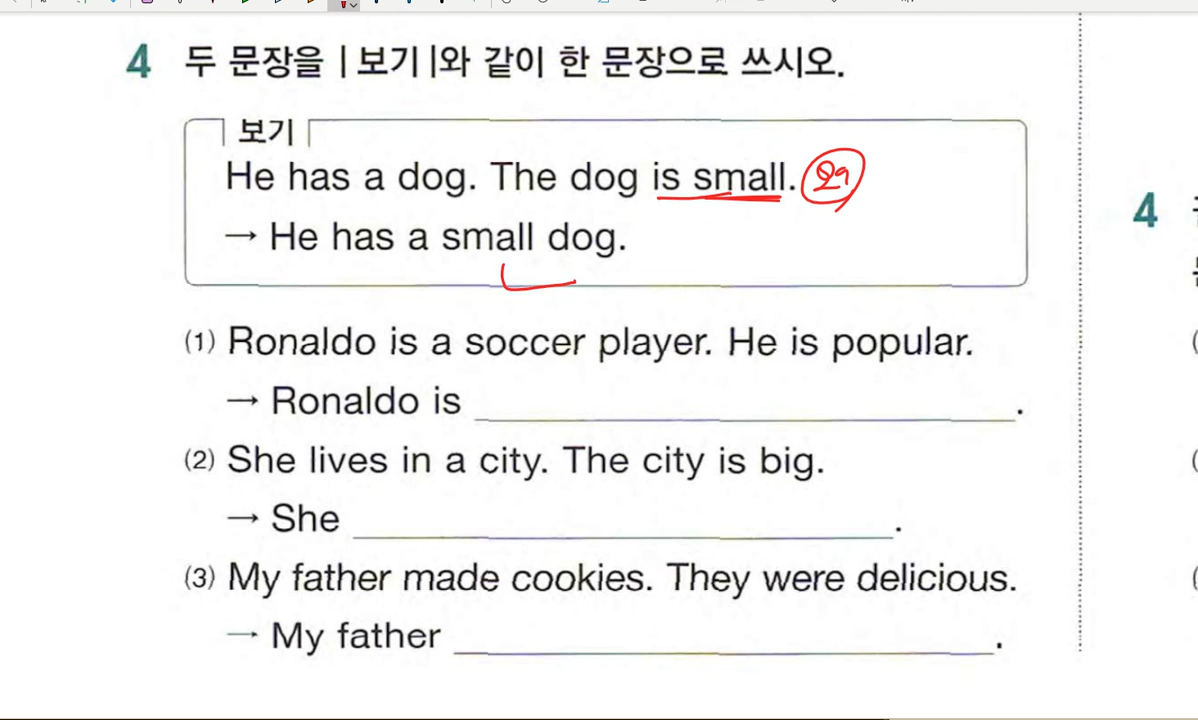 4 두 문장을 | 보기 |와 같이 한 문장으로 쓰시오.
보기
He has a dog. The dog is small.
→ He has a small dog.
(1) Ronaldo is a soccer player. He is popular.
→ Ronaldo is ____________.
(2) She lives in a city. The city is big.
→ She ____________.
(3) My father made cookies. They were delicious.
→ My father ____________.
4